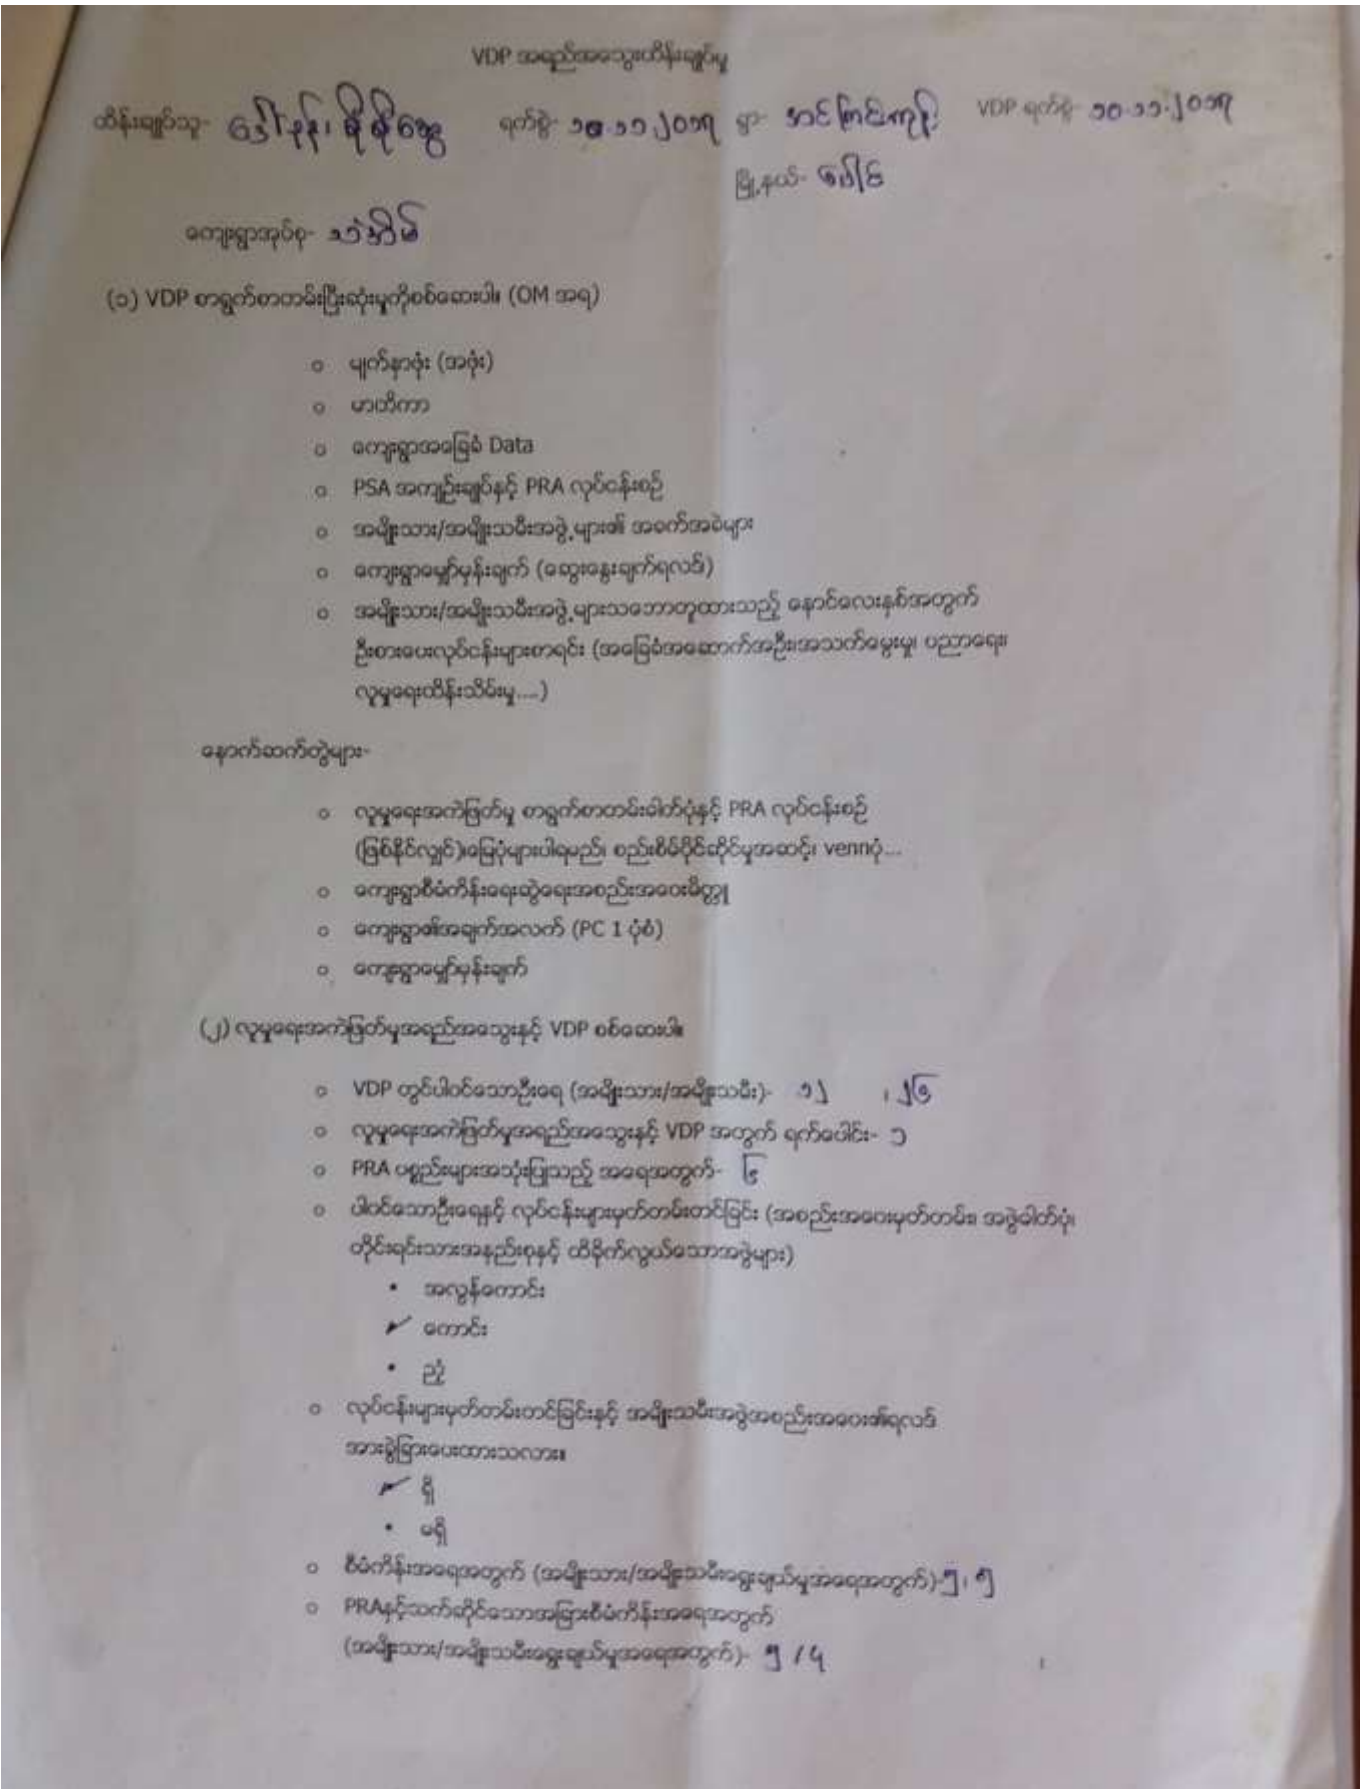 VDP အရည်အသွေးထိန်းချုပ်မှု
ထိန်းချုပ်သူ- ဒေါ်နန်းစိုစိုဆွေ ရက်စွဲ- ၁၀.၁၁.၂၀၁၇ ရွာ- အင်ကြင်းကုန်း VDP ရက်စွဲ- ၁၀.၁၁.၂၀၁၇
မြို့နယ်- ပေါင်
ကျေးရွာအုပ်စု- သဲအိမ်
(၁) VDP စာရွက်စာတမ်းပြီးဆုံးမှုကိုစစ်ဆေးပါ။ (OM အရ)
o မျက်နှာဖုံး (အဖုံး)
o မာတိကာ
o ကျေးရွာအခြေခံ Data
o PSA အကျဉ်းချုပ်နှင့် PRA လုပ်ငန်းစဉ်
o အမျိုးသား/အမျိုးသမီးအဖွဲ့များ၏ အခက်အခဲများ
o ကျေးရွာမျှော်မှန်းချက် (ဆွေးနွေးချက်ရလဒ်)
o အမျိုးသား/အမျိုးသမီးအဖွဲ့များသဘောတူထားသည့် နောင်လေးနှစ်အတွက်
ဦးစားပေးလုပ်ငန်းများစာရင်း (အခြေခံအဆောက်အဦး၊အသက်မွေးမှု၊ ပညာရေး၊
လူမှုရေးထိန်းသိမ်းမှု....)
နောက်ဆက်တွဲများ-
o လူမှုရေးအကဲဖြတ်မှု စာရွက်စာတမ်းဓါတ်ပုံနှင့် PRA လုပ်ငန်းစဉ်
(ဖြစ်နိုင်လျှင်)မြေပုံများပါရမည်၊ စည်းစိမ်ပိုင်ဆိုင်မှုအဆင့်၊ vennပုံ...
o ကျေးရွာစီမံကိန်းရေးဆွဲရေးအစည်းအဝေးမိတ္တူ
o ကျေးရွာ၏အချက်အလက် (PC 1 ပုံစံ)
o ကျေးရွာမျှော်မှန်းချက်
(၂) လူမှုရေးအကဲဖြတ်မှုအရည်အသွေးနှင့် VDP စစ်ဆေးပါ။
o VDP တွင်ပါဝင်သောဦးရေ (အမျိုးသား/အမျိုးသမီး)- ၁၂ ၊ ၂၆
o လူမှုရေးအကဲဖြတ်မှုအရည်အသွေးနှင့် VDP အတွက် ရက်ပေါင်း- ၁
o PRA ပစ္စည်းများအသုံးပြုသည့် အရေအတွက်- ၆
o ပါဝင်သောဦးရေနှင့် လုပ်ငန်းများမှတ်တမ်းတင်ခြင်း (အစည်းအဝေးမှတ်တမ်း၊ အဖွဲ့ဓါတ်ပုံ၊
တိုင်းရင်းသားအနည်းစုနှင့် ထိခိုက်လွယ်သောအဖွဲ့များ)
• အလွန်ကောင်း
✓ ကောင်း
• ညံ့
o လုပ်ငန်းများမှတ်တမ်းတင်ခြင်းနှင့် အမျိုးသမီးအဖွဲ့အစည်းအဝေး၏ရလဒ်
အားခွဲခြားပေးထားသလား။
✓ ရှိ
• မရှိ
o စီမံကိန်းအရေအတွက် (အမျိုးသား/အမျိုးသမီးရွေးချယ်မှုအရေအတွက်)-၅၊ ၅
o PRAနှင့်သက်ဆိုင်သောအခြားစီမံကိန်းအရေအတွက်
(အမျိုးသား/အမျိုးသမီးရွေးချယ်မှုအရေအတွက်)- ၅ / ၄